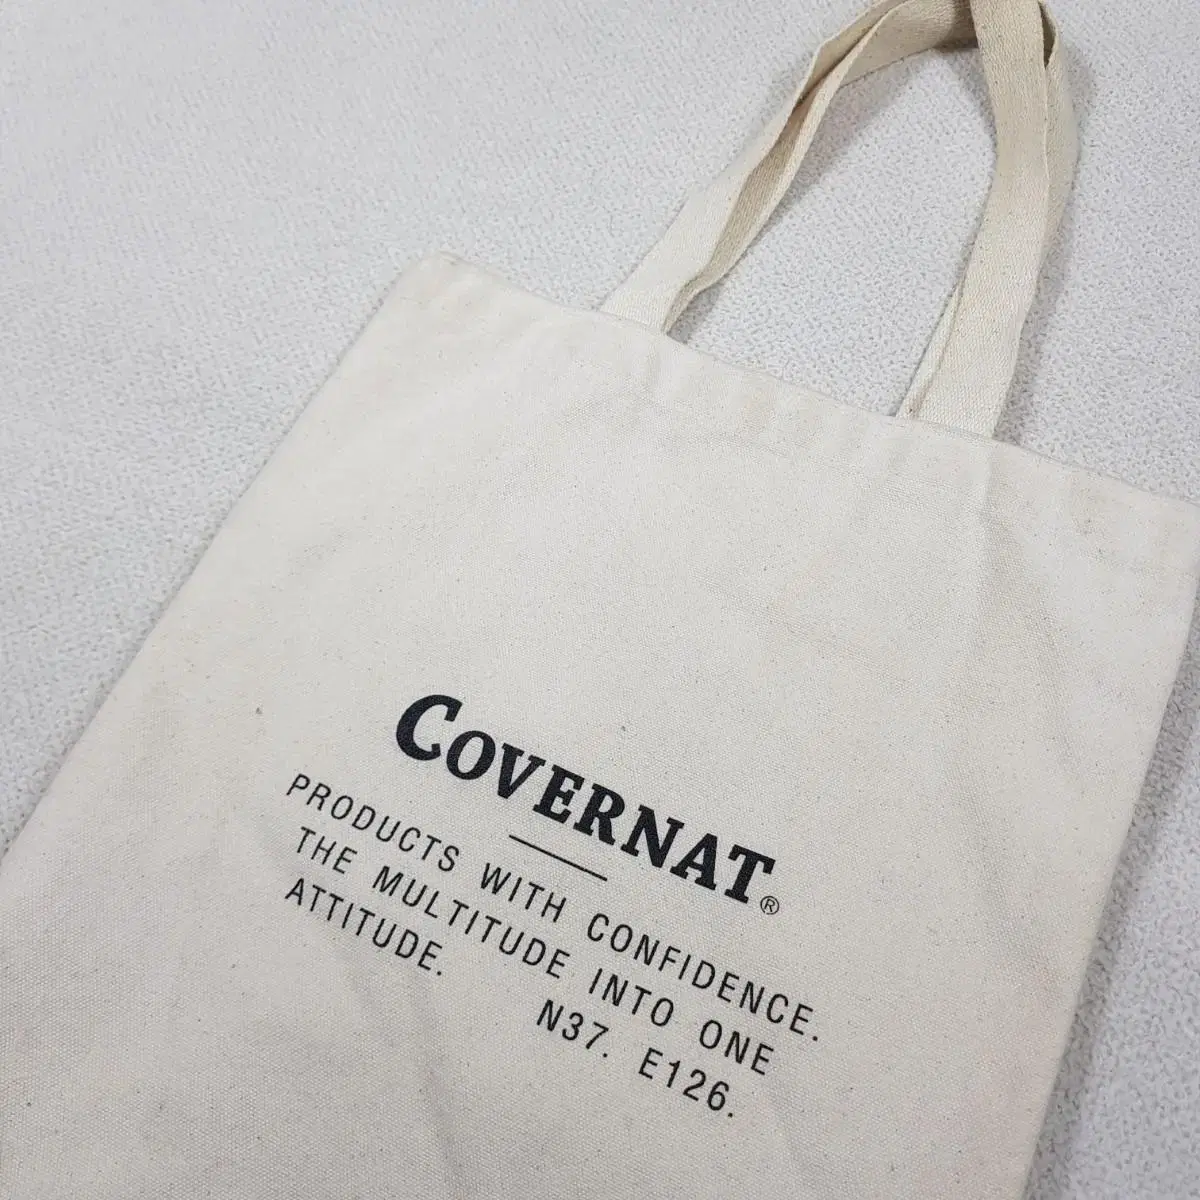 COVERNAT®
PRODUCTS WITH CONFIDENCE.
THE MULTITUDE INTO ONE
ATTITUDE.
N37. E126.